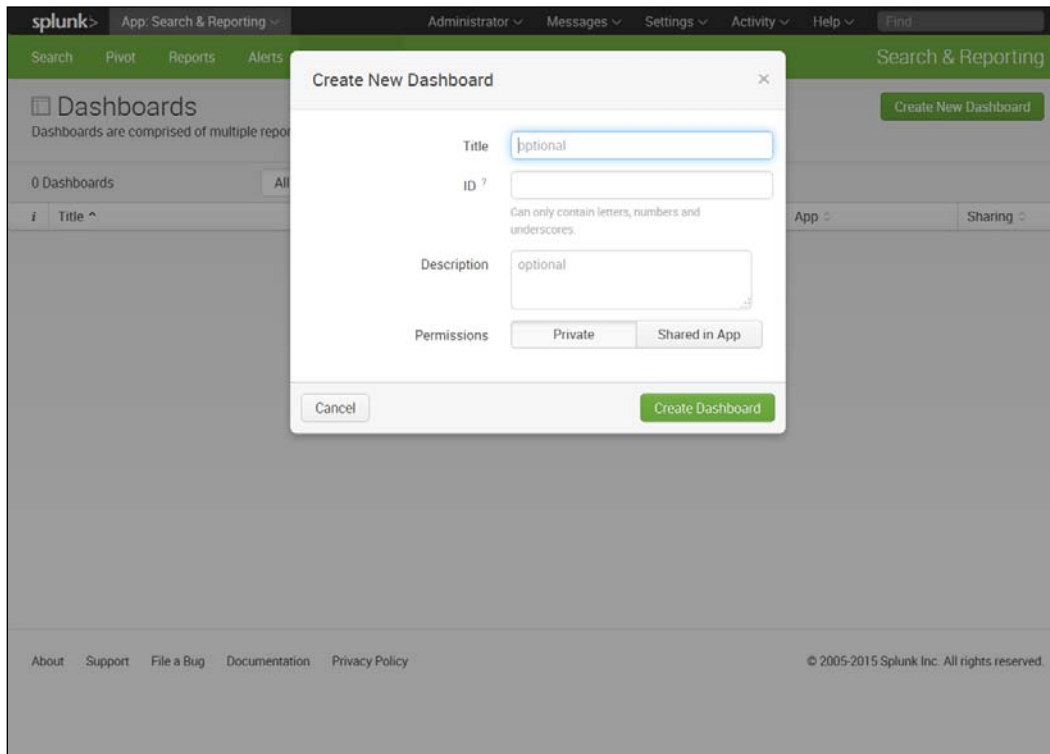 splunk> App: Search & Reporting Administrator Messages Settings Activity Help Find
Search Pivot Reports Alerts Search & Reporting
Create New Dashboard ×
Dashboards Create New Dashboard
Dashboards are comprised of multiple repor
Title optional
0 Dashboards All
ID ?
i Title App Sharing
Can only contain letters, numbers and
underscores.
Description optional
Permissions Private Shared in App
Cancel Create Dashboard
About Support File a Bug Documentation Privacy Policy © 2005-2015 Splunk Inc. All rights reserved.